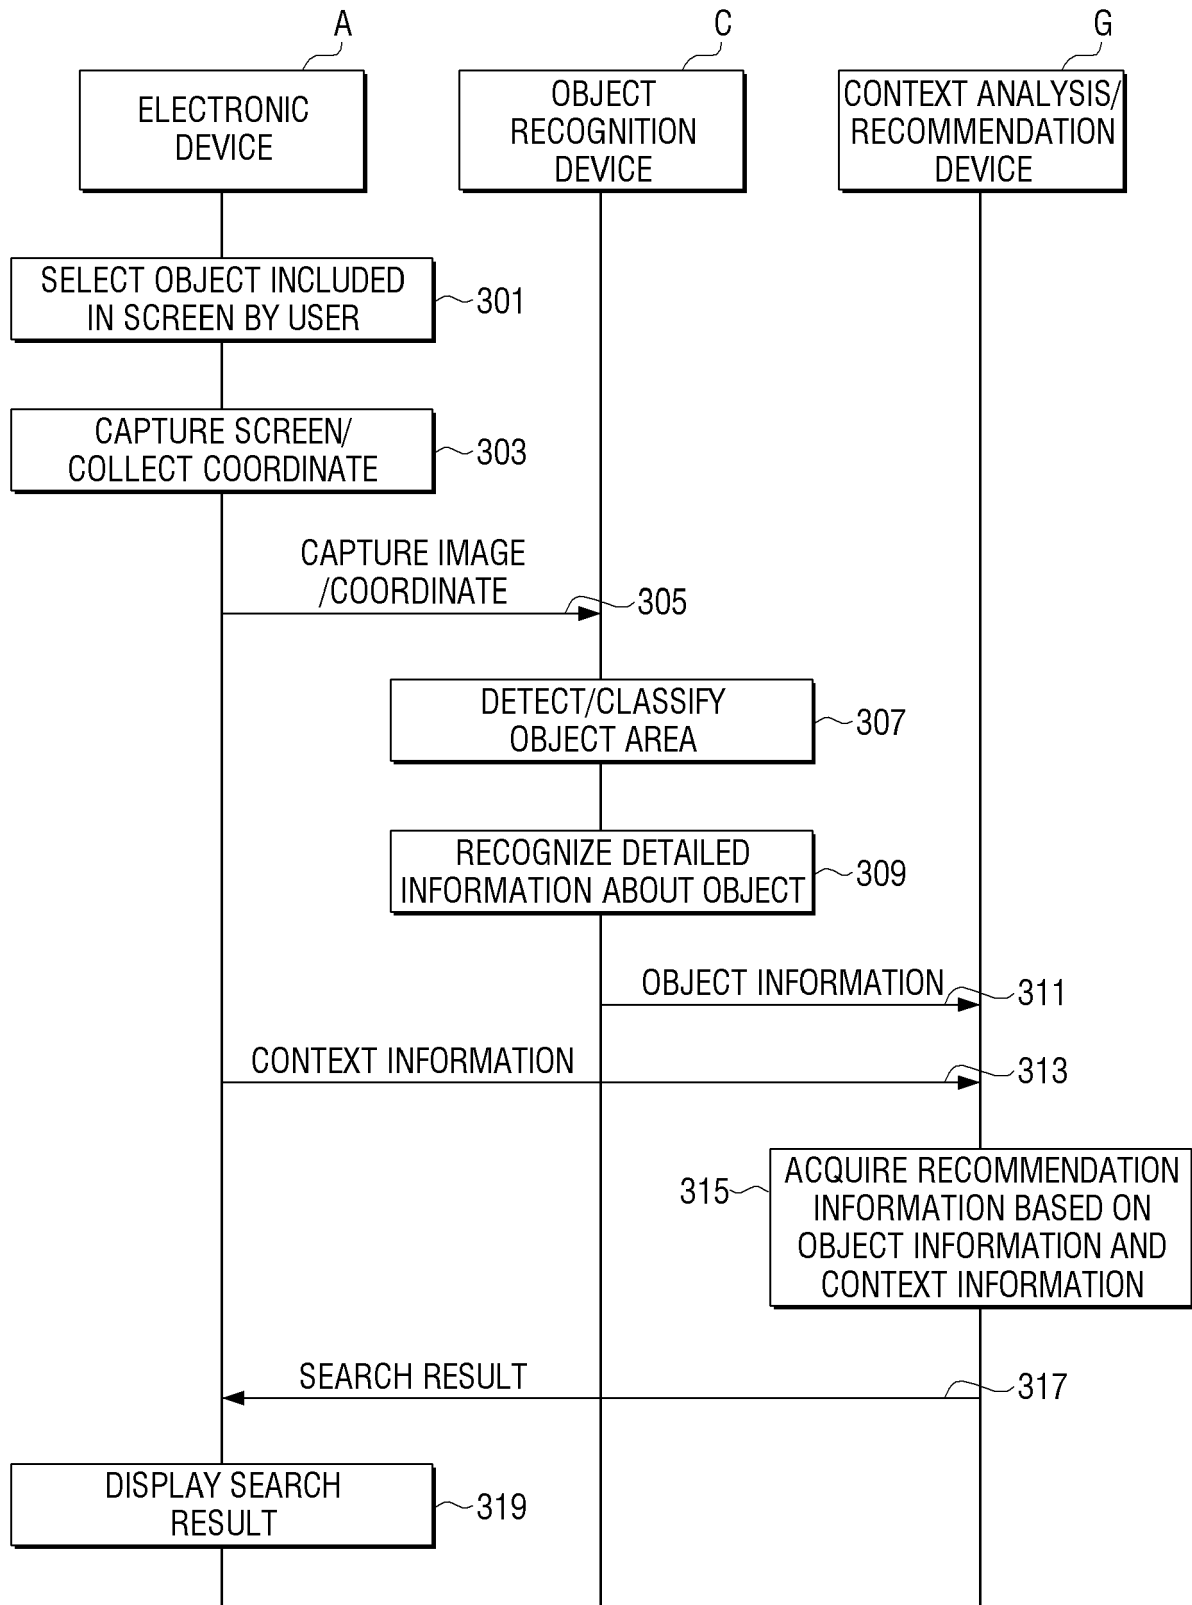 A
C
G
ELECTRONIC
DEVICE
OBJECT
RECOGNITION
DEVICE
CONTEXT ANALYSIS/
RECOMMENDATION
DEVICE
SELECT OBJECT INCLUDED
IN SCREEN BY USER
301
CAPTURE SCREEN/
COLLECT COORDINATE
303
CAPTURE IMAGE
/COORDINATE
305
DETECT/CLASSIFY
OBJECT AREA
307
RECOGNIZE DETAILED
INFORMATION ABOUT OBJECT
309
OBJECT INFORMATION
311
CONTEXT INFORMATION
313
315
ACQUIRE RECOMMENDATION
INFORMATION BASED ON
OBJECT INFORMATION AND
CONTEXT INFORMATION
SEARCH RESULT
317
DISPLAY SEARCH
RESULT
319